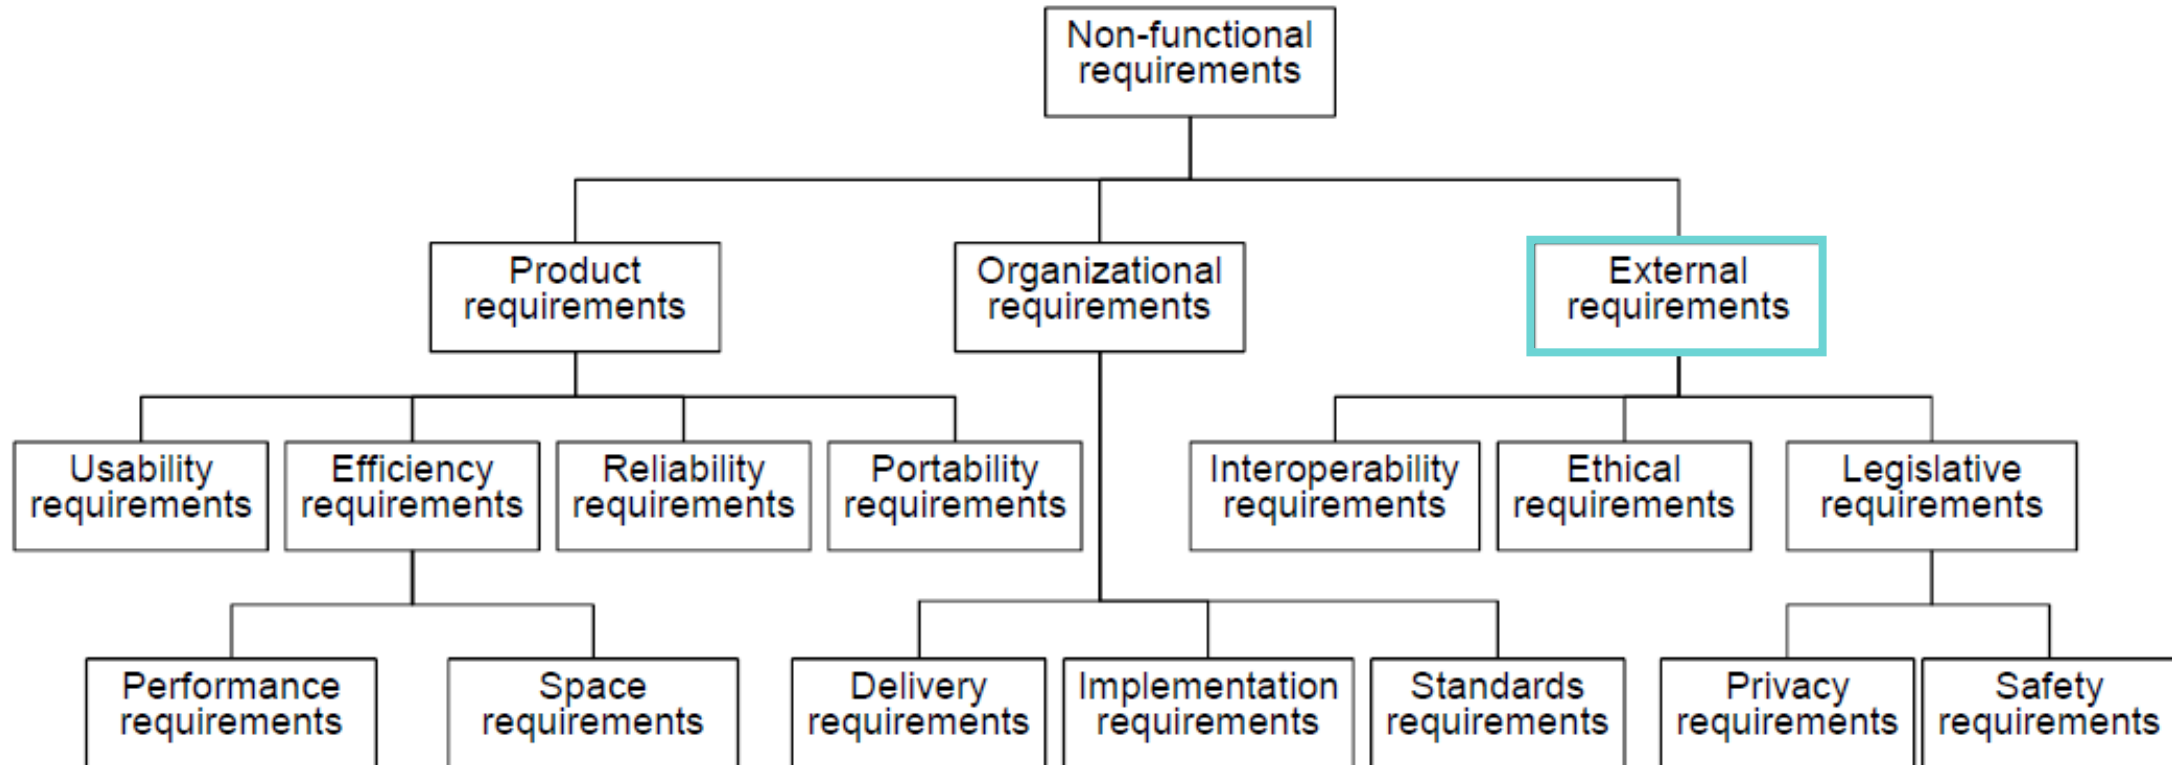 Non-functional
requirements
Product
requirements
Organizational
requirements
External
requirements
Usability
requirements
Efficiency
requirements
Reliability
requirements
Portability
requirements
Interoperability
requirements
Ethical
requirements
Legislative
requirements
Performance
requirements
Space
requirements
Delivery
requirements
Implementation
requirements
Standards
requirements
Privacy
requirements
Safety
requirements